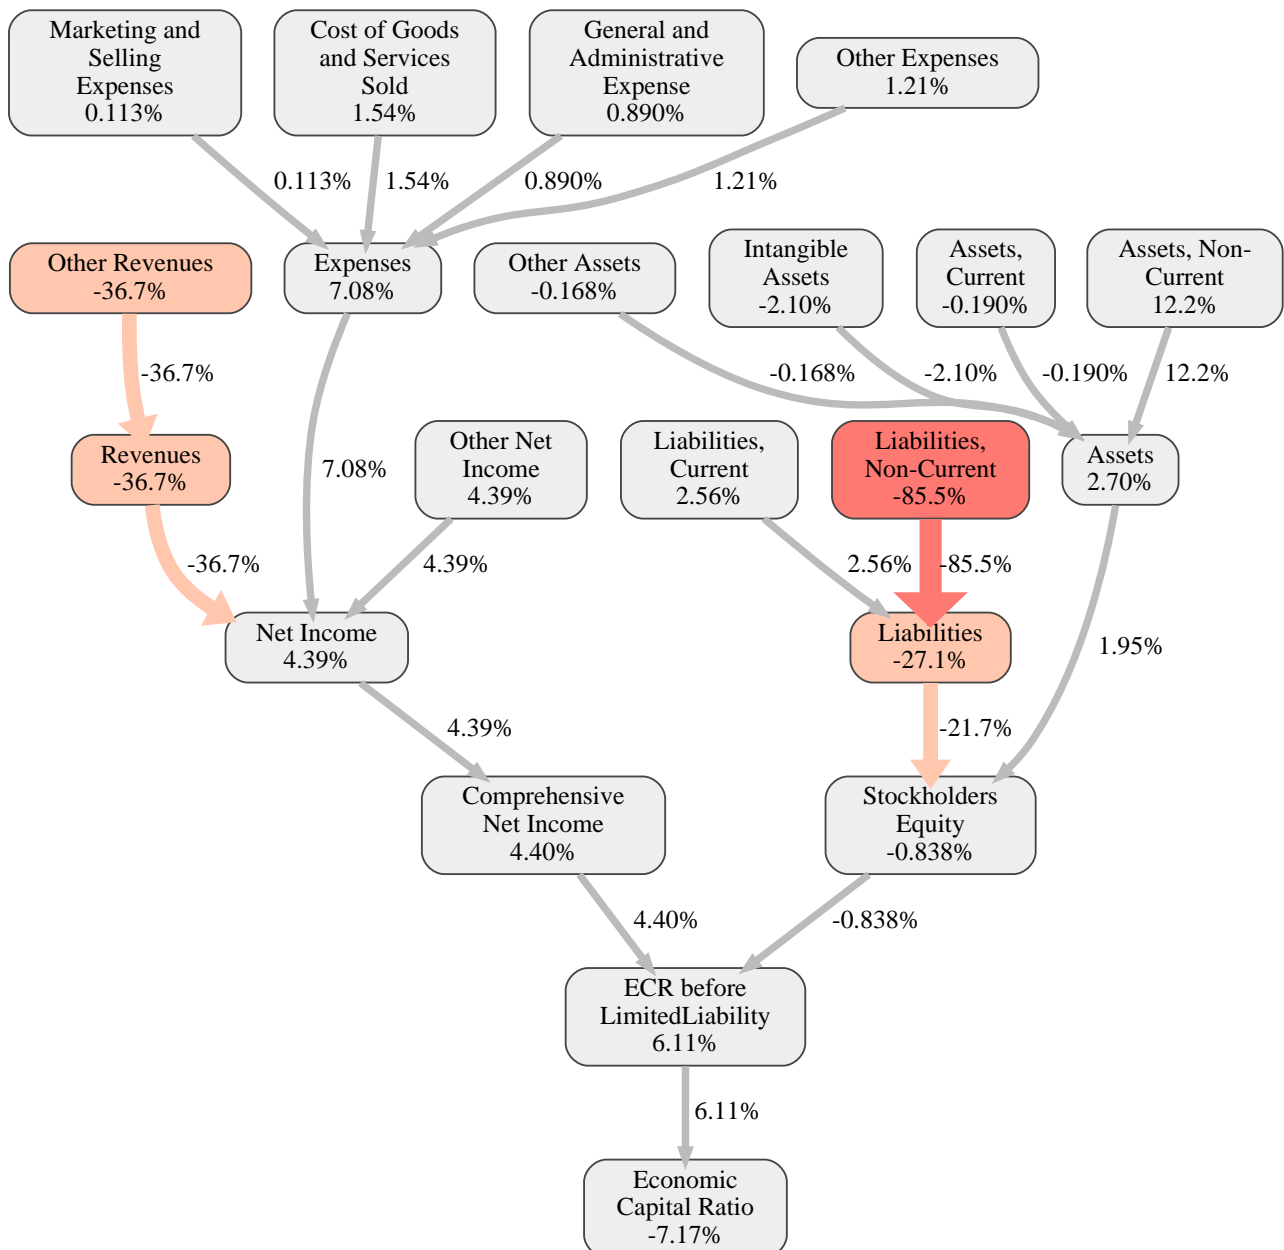 Marketing and
Selling
Expenses
0.113%
Cost of Goods
and Services
Sold
1.54%
General and
Administrative
Expense
0.890%
Other Expenses
1.21%
0.113%
1.54%
0.890%
1.21%
Other Revenues
-36.7%
Expenses
7.08%
Other Assets
-0.168%
Intangible
Assets
-2.10%
Assets,
Current
-0.190%
Assets, Non-
Current
12.2%
-36.7%
-0.168%
-2.10%
-0.190%
12.2%
Revenues
-36.7%
7.08%
Other Net
Income
4.39%
Liabilities,
Current
2.56%
Liabilities,
Non-Current
-85.5%
Assets
2.70%
-36.7%
4.39%
2.56%
-85.5%
Net Income
4.39%
Liabilities
-27.1%
1.95%
4.39%
-21.7%
Comprehensive
Net Income
4.40%
Stockholders
Equity
-0.838%
4.40%
-0.838%
ECR before
LimitedLiability
6.11%
6.11%
Economic
Capital Ratio
-7.17%